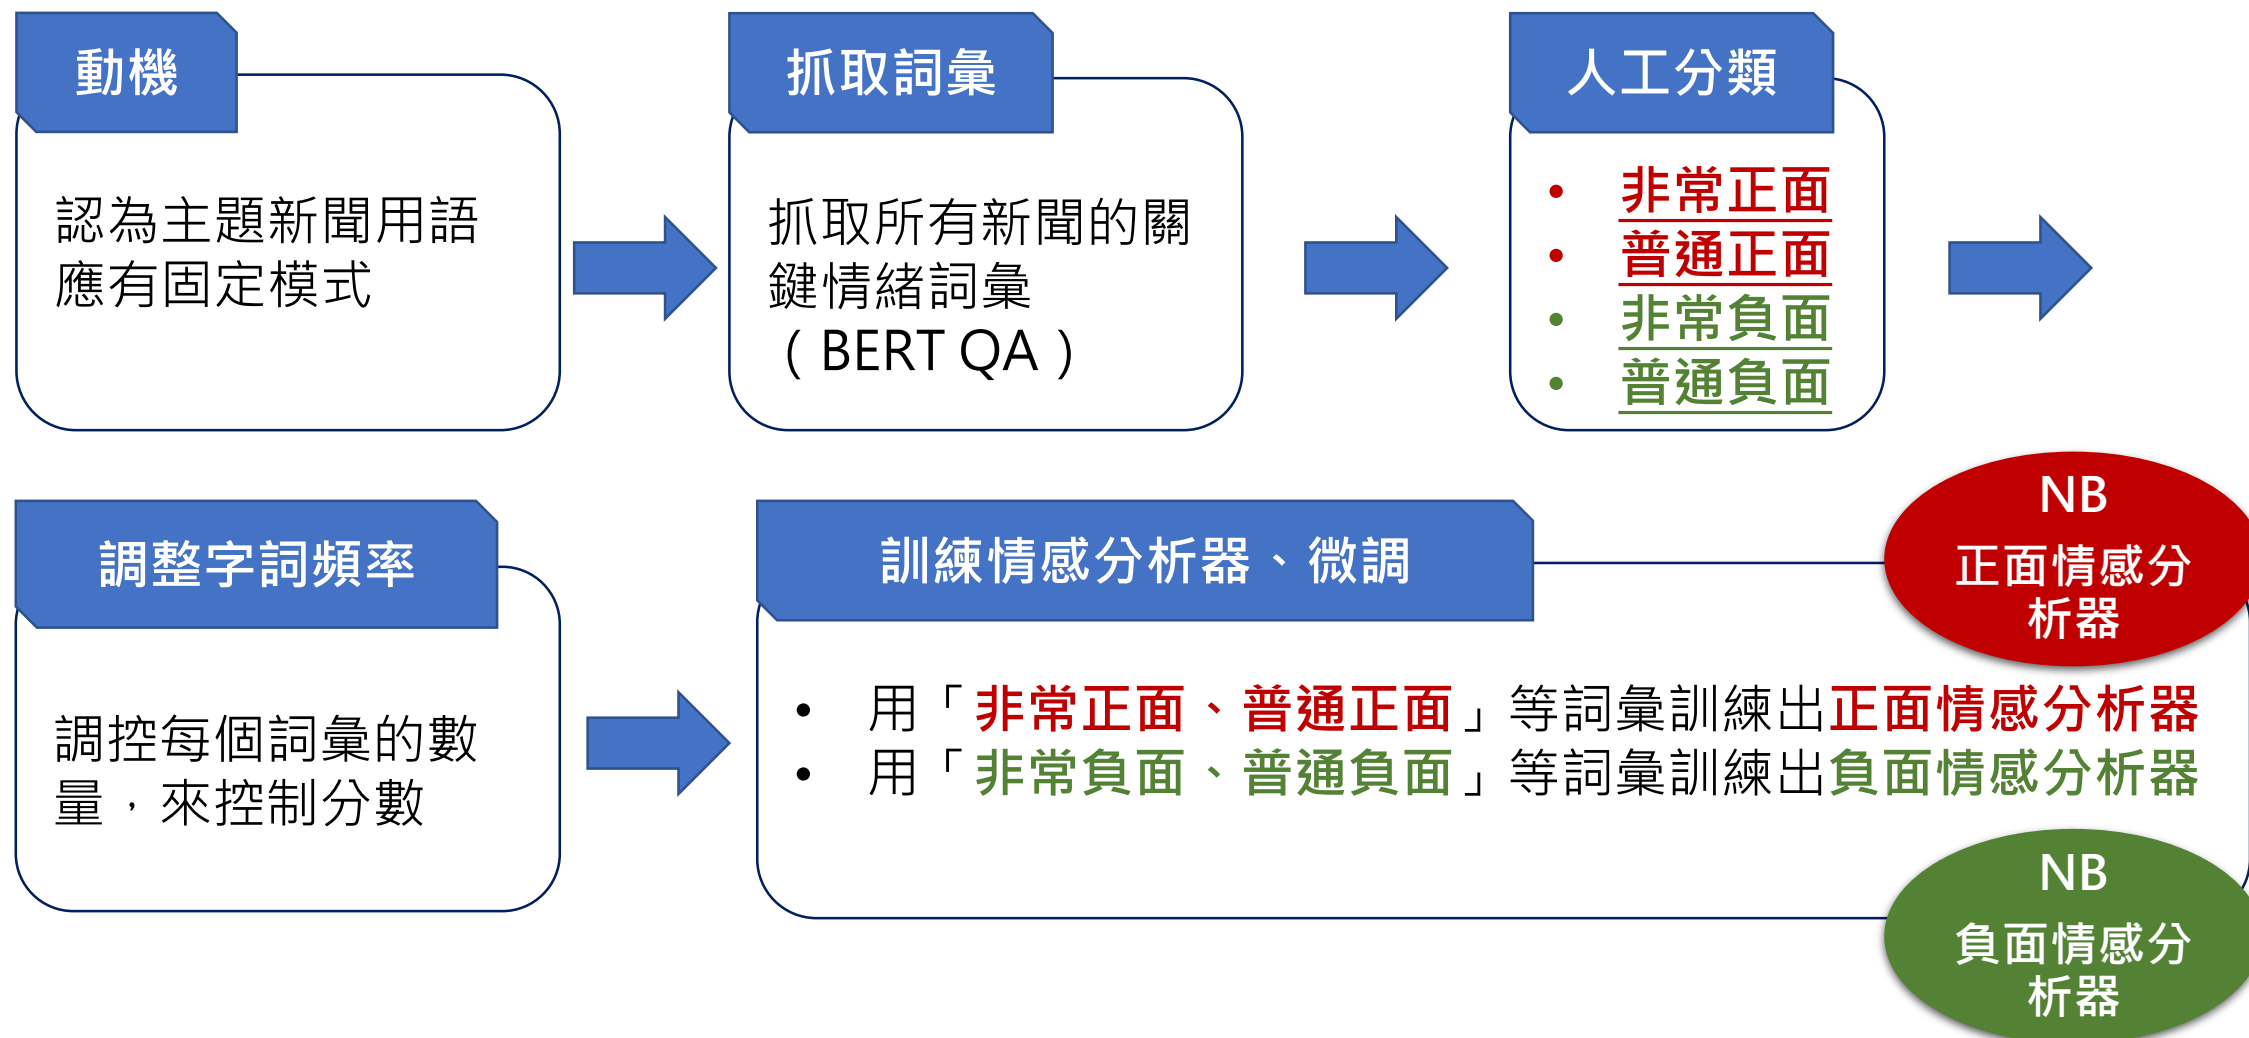 動機
認為主題新聞用語
應有固定模式
抓取詞彙
抓取所有新聞的關
鍵情緒詞彙
（BERT QA）
人工分類
• 非常正面
• 普通正面
• 非常負面
• 普通負面
調整字詞頻率
調控每個詞彙的數
量，來控制分數
訓練情感分析器、微調
• 用「非常正面、普通正面」等詞彙訓練出正面情感分析器
• 用「非常負面、普通負面」等詞彙訓練出負面情感分析器
NB
正面情感分
析器
NB
負面情感分
析器